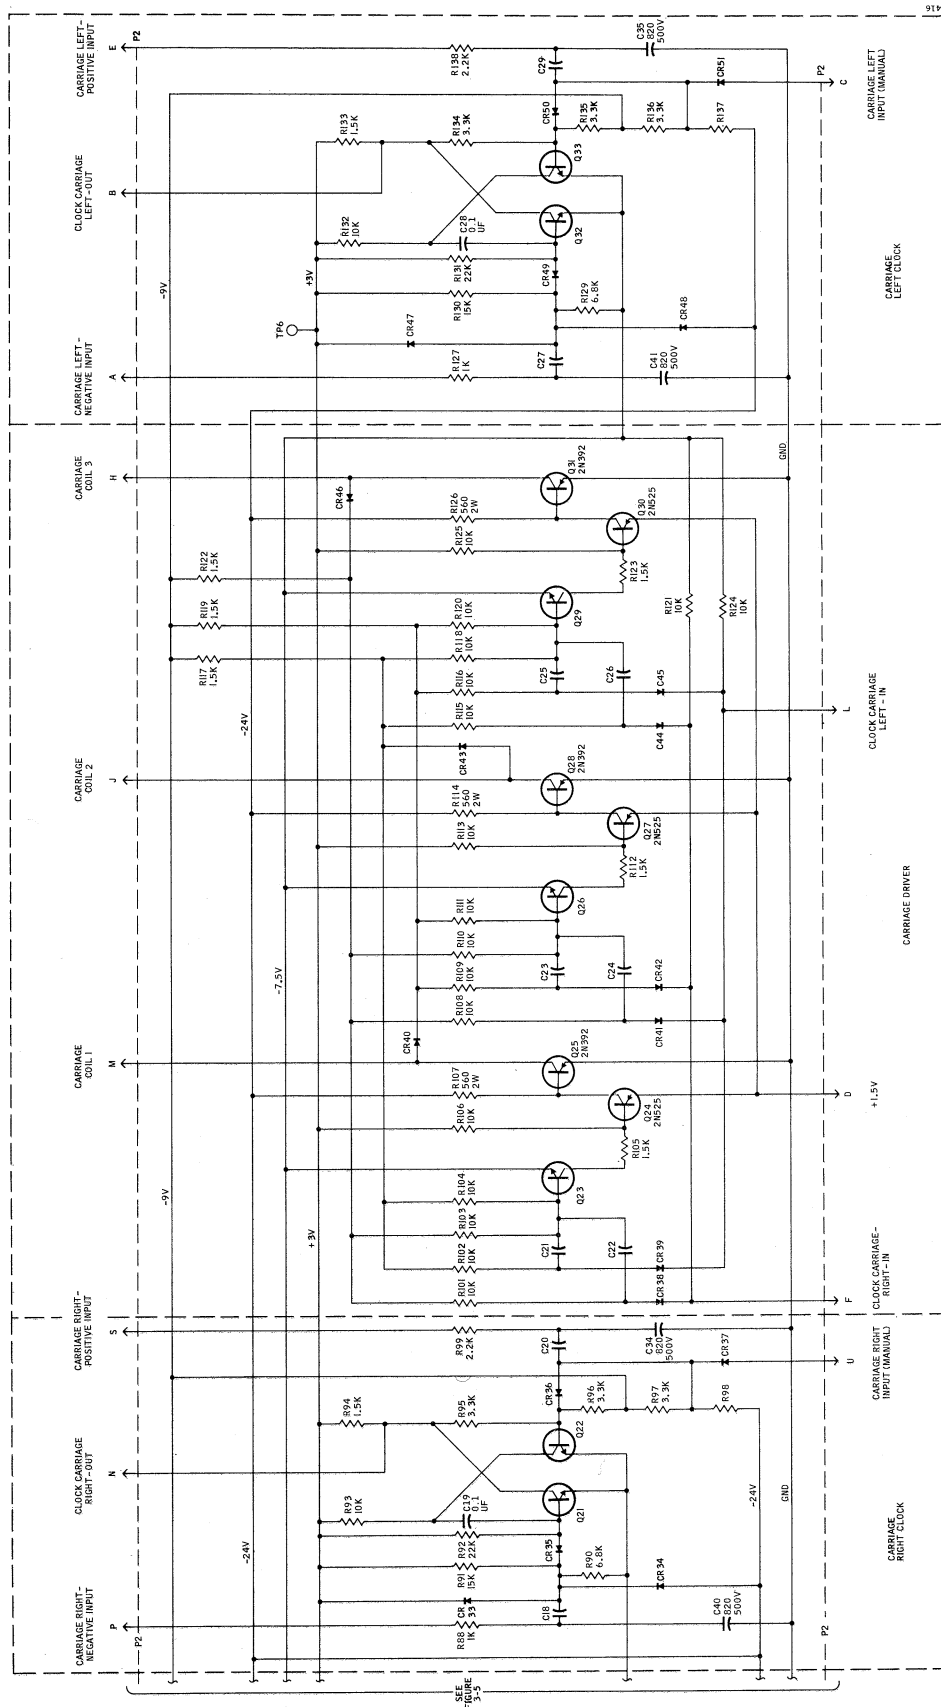 CARRIAGE RIGHT-
NEGATIVE INPUT
CLOCK CARRIAGE
RIGHT-OUT
CARRIAGE RIGHT-
POSITIVE INPUT
CARRIAGE
COIL 1
CARRIAGE
COIL 2
CARRIAGE
COIL 3
CARRIAGE LEFT-
NEGATIVE INPUT
CLOCK CARRIAGE
LEFT-OUT
CARRIAGE LEFT-
POSITIVE INPUT
P
N
S
M
J
H
A
B
E
P2
P2
-9V
-9V
-24V
-24V
-7.5V
+3V
+3V
TP6
R93
10K
R94
1.5K
R117
1.5K
R119
1.5K
R122
1.5K
R132
10K
R133
1.5K
R88
1K
CR
33
R91
15K
R92
22K
C19
0.1
UF
R95
3.3K
R99
2.2K
R101
10K
R102
10K
R103
10K
R104
10K
R106
10K
R107
560
2W
CR40
R108
10K
R109
10K
R110
10K
R111
10K
R113
10K
R114
560
2W
CR43
R115
10K
R116
10K
R118
10K
R120
10K
R125
10K
R126
560
2W
CR46
R127
1K
CR47
R130
15K
R131
22K
C28
0.1
UF
R134
3.3K
R138
2.2K
C18
CR35
Q21
Q22
CR36
C20
C21
Q23
Q25
2N392
C23
Q26
Q28
2N392
C25
Q29
Q31
2N392
C27
CR49
Q32
Q33
CR50
C29
R90
6.8K
R96
3.3K
C22
R105
1.5K
Q24
2N525
C24
R112
1.5K
Q27
2N525
C26
R123
1.5K
Q30
2N525
R129
6.8K
R135
3.3K
CR34
R97
3.3K
C34
820
500V
CR38
CR39
CR41
CR42
C44
C45
R121
10K
C41
820
500V
CR48
R136
3.3K
C35
820
500V
C40
820
500V
R98
CR37
R124
10K
R137
CR51
-24V
GND
GND
P2
P2
U
F
D
L
C
+1.5V
CARRIAGE RIGHT
INPUT (MANUAL)
CLOCK CARRIAGE-
RIGHT-IN
CLOCK CARRIAGE
LEFT-IN
CARRIAGE LEFT
INPUT (MANUAL)
CARRIAGE
RIGHT CLOCK
CARRIAGE DRIVER
CARRIAGE
LEFT CLOCK
SEE
FIGURE
3-5
416